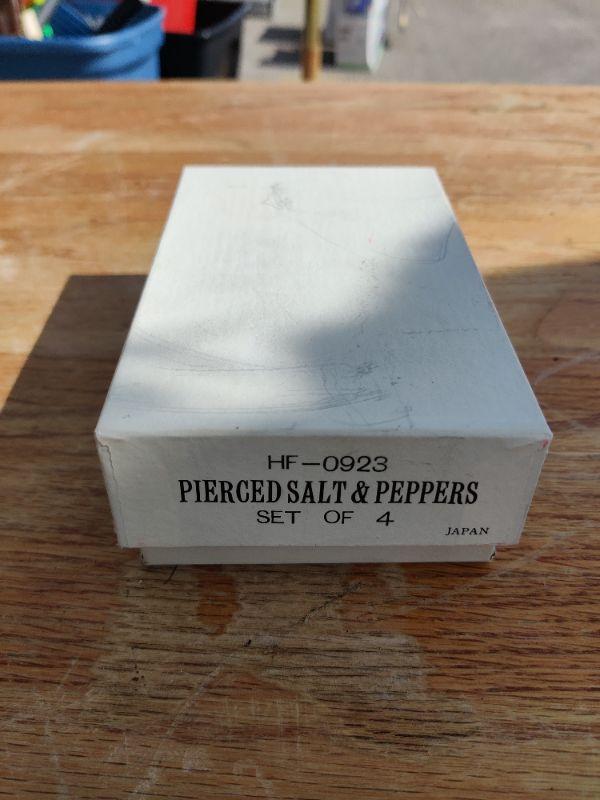 HF-0923
PIERCED SALT & PEPPERS
SET OF 4
JAPAN